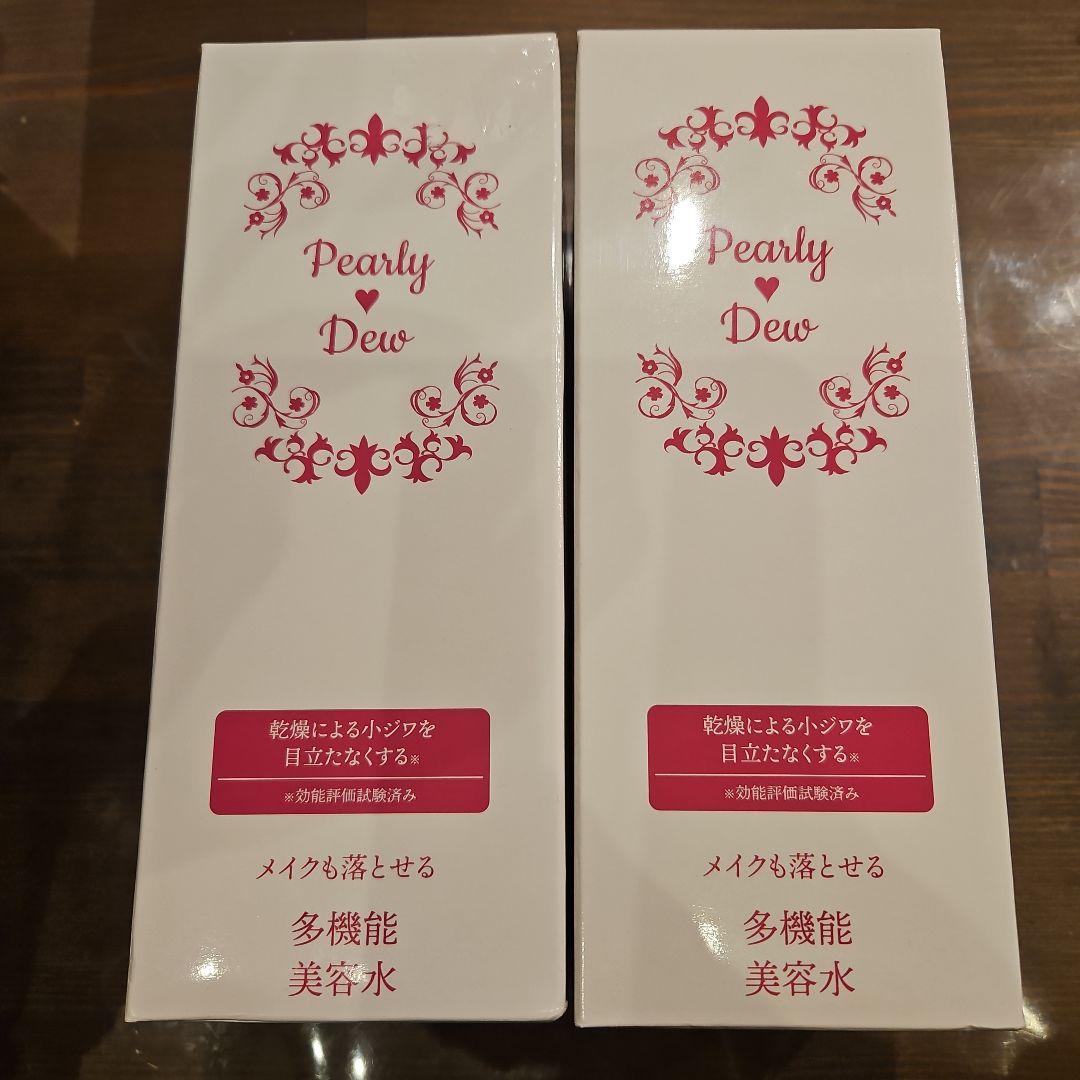 Pearly
♥
Dew
乾燥による小ジワを
目立たなくする※
※効能評価試験済み
メイクも落とせる
多機能
美容水
Pearly
♥
Dew
乾燥による小ジワを
目立たなくする※
※効能評価試験済み
メイクも落とせる
多機能
美容水